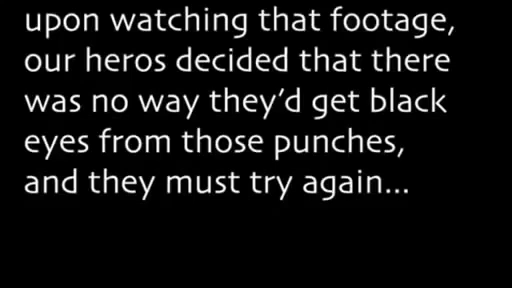 upon watching that footage,
our heros decided that there
was no way they'd get black
eyes from those punches,
and they must try again...